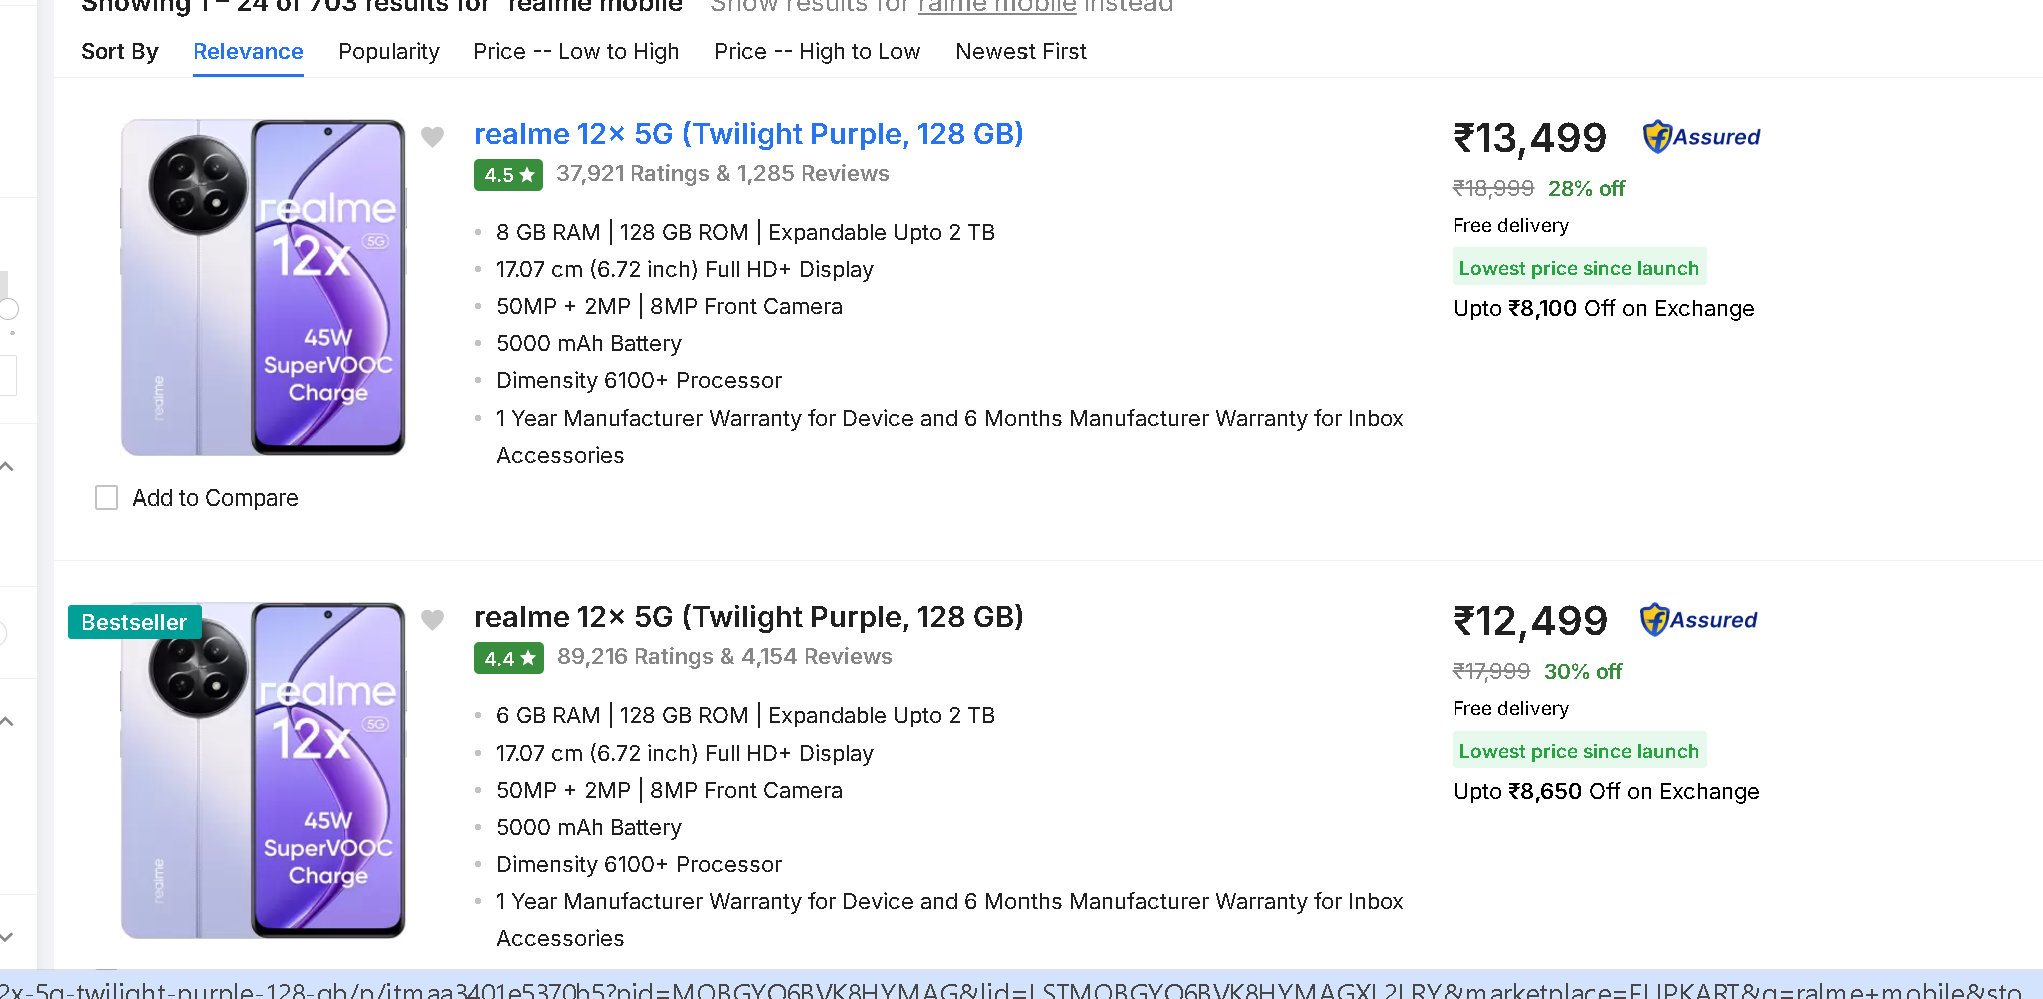 Showing 1 – 24 of 703 results for "realme mobile" Show results for ralme mobile instead
Sort By Relevance Popularity Price -- Low to High Price -- High to Low Newest First
realme 12x 5G (Twilight Purple, 128 GB)
4.5 ★ 37,921 Ratings & 1,285 Reviews
8 GB RAM | 128 GB ROM | Expandable Upto 2 TB
17.07 cm (6.72 inch) Full HD+ Display
50MP + 2MP | 8MP Front Camera
5000 mAh Battery
Dimensity 6100+ Processor
1 Year Manufacturer Warranty for Device and 6 Months Manufacturer Warranty for Inbox
Accessories
₹13,499 Assured
₹18,999 28% off
Free delivery
Lowest price since launch
Upto ₹8,100 Off on Exchange
realme
12x 5G
45W
SuperVOOC
Charge
realme
Add to Compare
Bestseller
realme 12x 5G (Twilight Purple, 128 GB)
4.4 ★ 89,216 Ratings & 4,154 Reviews
6 GB RAM | 128 GB ROM | Expandable Upto 2 TB
17.07 cm (6.72 inch) Full HD+ Display
50MP + 2MP | 8MP Front Camera
5000 mAh Battery
Dimensity 6100+ Processor
1 Year Manufacturer Warranty for Device and 6 Months Manufacturer Warranty for Inbox
Accessories
₹12,499 Assured
₹17,999 30% off
Free delivery
Lowest price since launch
Upto ₹8,650 Off on Exchange
realme
12x 5G
45W
SuperVOOC
Charge
realme
2x-5g-twilight-purple-128-gb/p/itmaa3401e5370b5?pid=MOBGYQ6BVK8HYMAG&lid=LSTMOBGYQ6BVK8HYMAGXL2LRY&marketplace=FLIPKART&q=ralme+mobile&sto